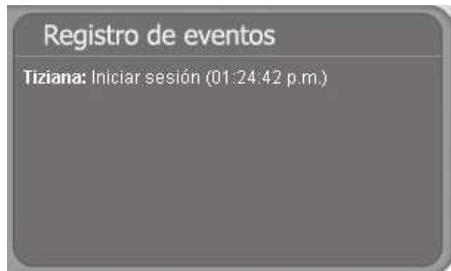 Registro de eventos
Tiziana: Iniciar sesión (01:24:42 p.m.)